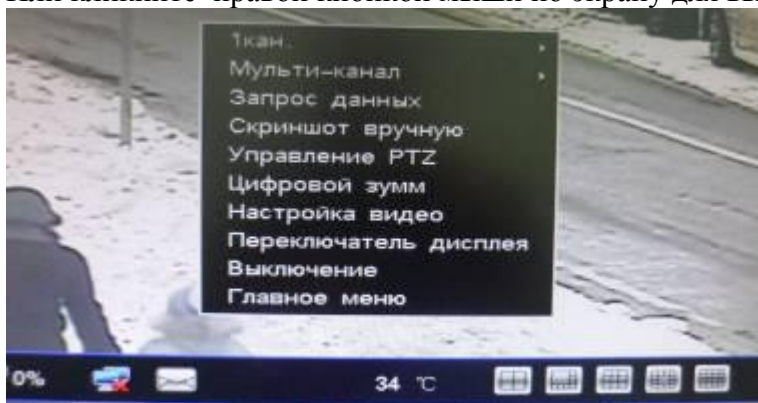 1кан.
Мульти-канал
Запрос данных
Скриншот вручную
Управление PTZ
Цифровой зумм
Настройка видео
Переключатель дисплея
Выключение
Главное меню
0% 34 °C